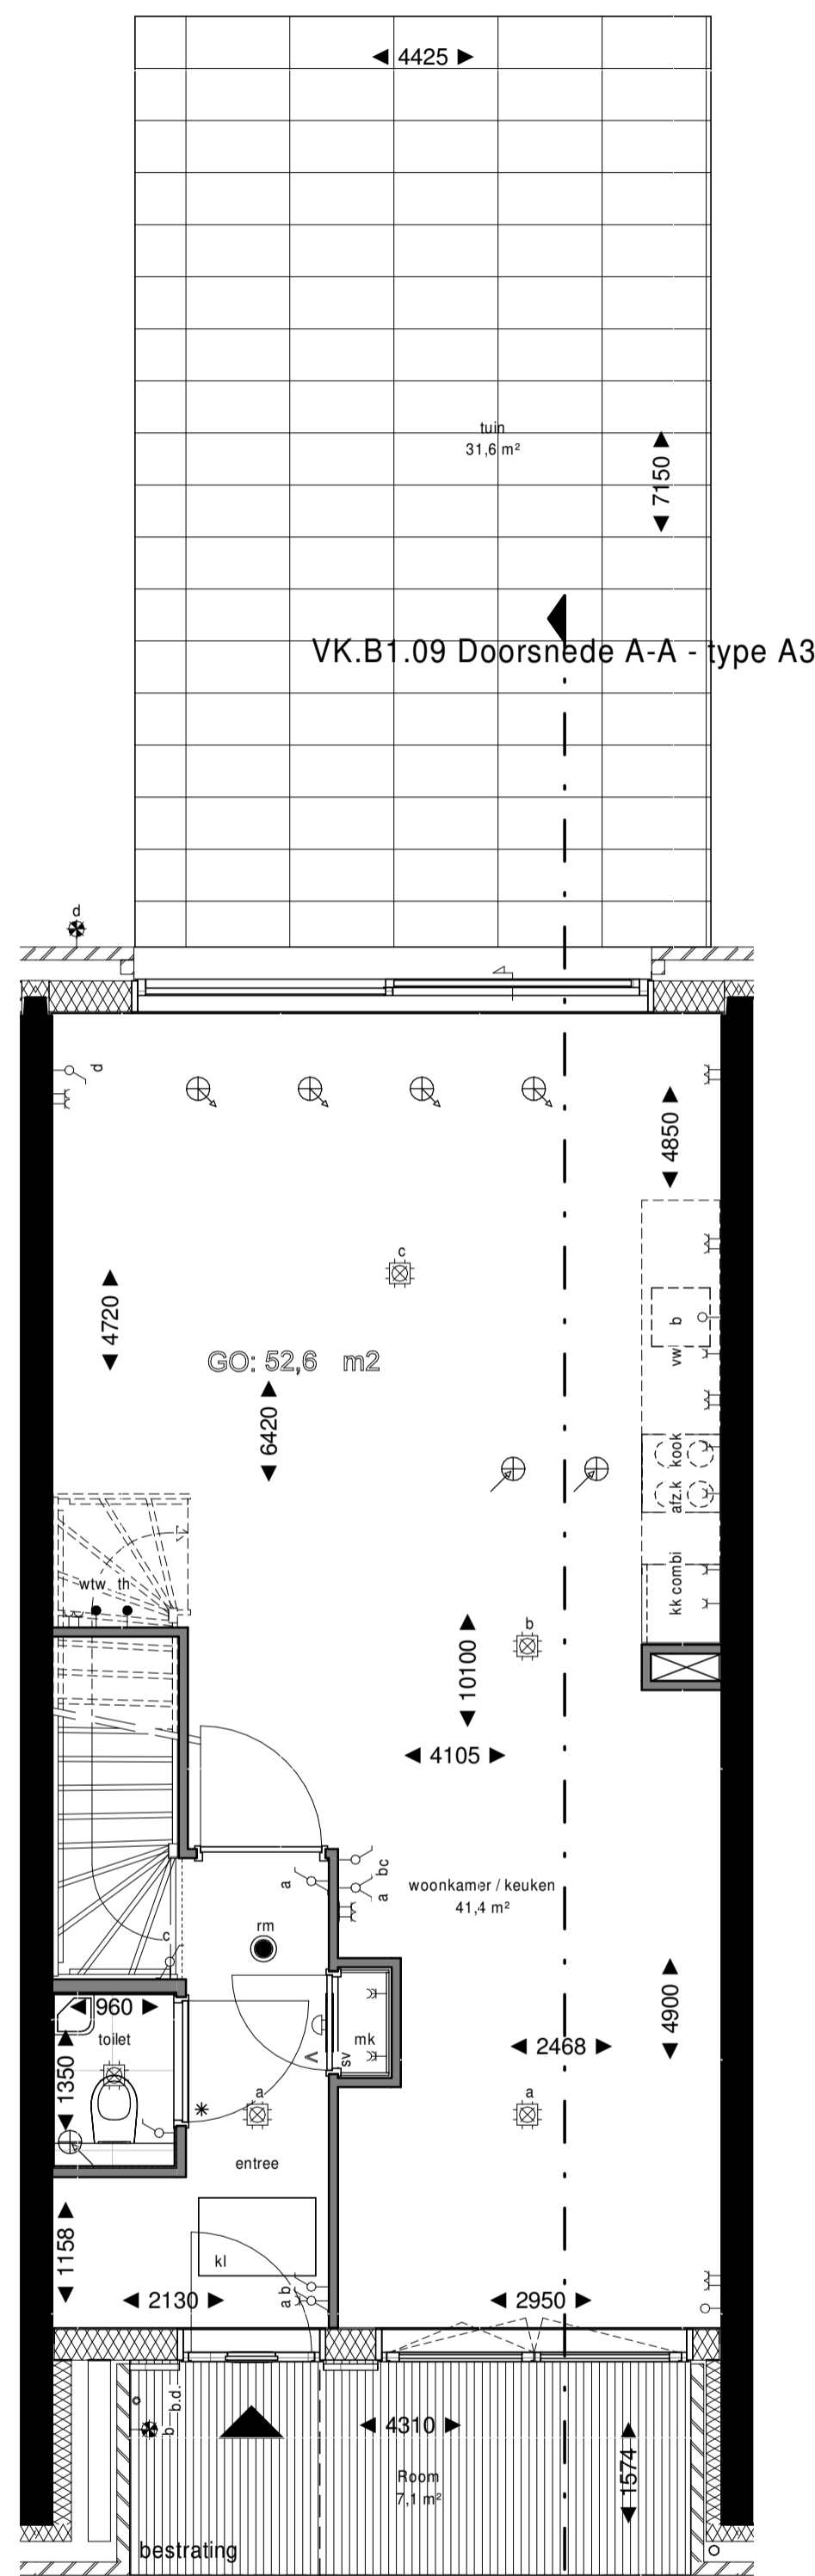 4425
tuin
31,6 m²
7150
VK.B1.09 Doorsnede A-A - type A3
d
d
4850
c
4720
GO: 52,6 m2
6420
b
vw
kook
afz.k
kk combi
wtw th
b
10100
4105
bc
a
a
woonkamer / keuken
41,4 m²
rm
c
960
toilet
1350
mk
sv
4900
2468
a
a
entree
1158
kl
a b
2130
2950
b.d.
b
4310
1574
Room
7,1 m²
bestrating